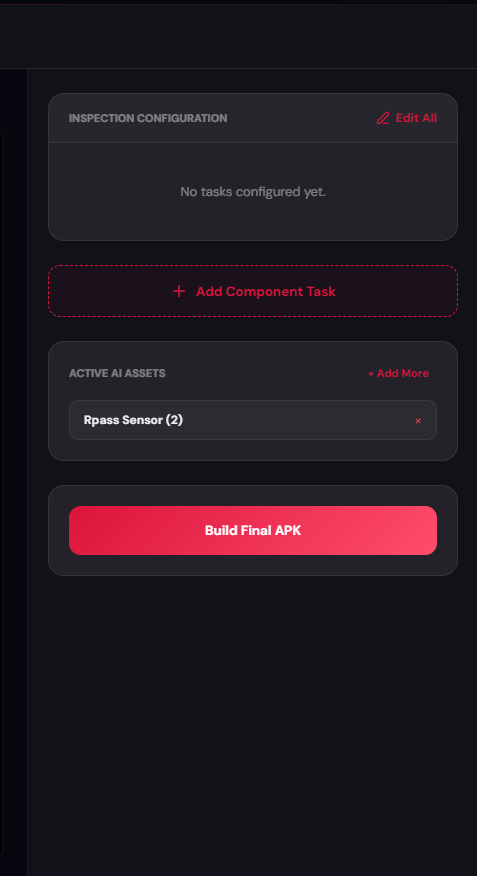 INSPECTION CONFIGURATION
Edit All
No tasks configured yet.
+ Add Component Task
ACTIVE AI ASSETS
+ Add More
Rpass Sensor (2)
×
Build Final APK